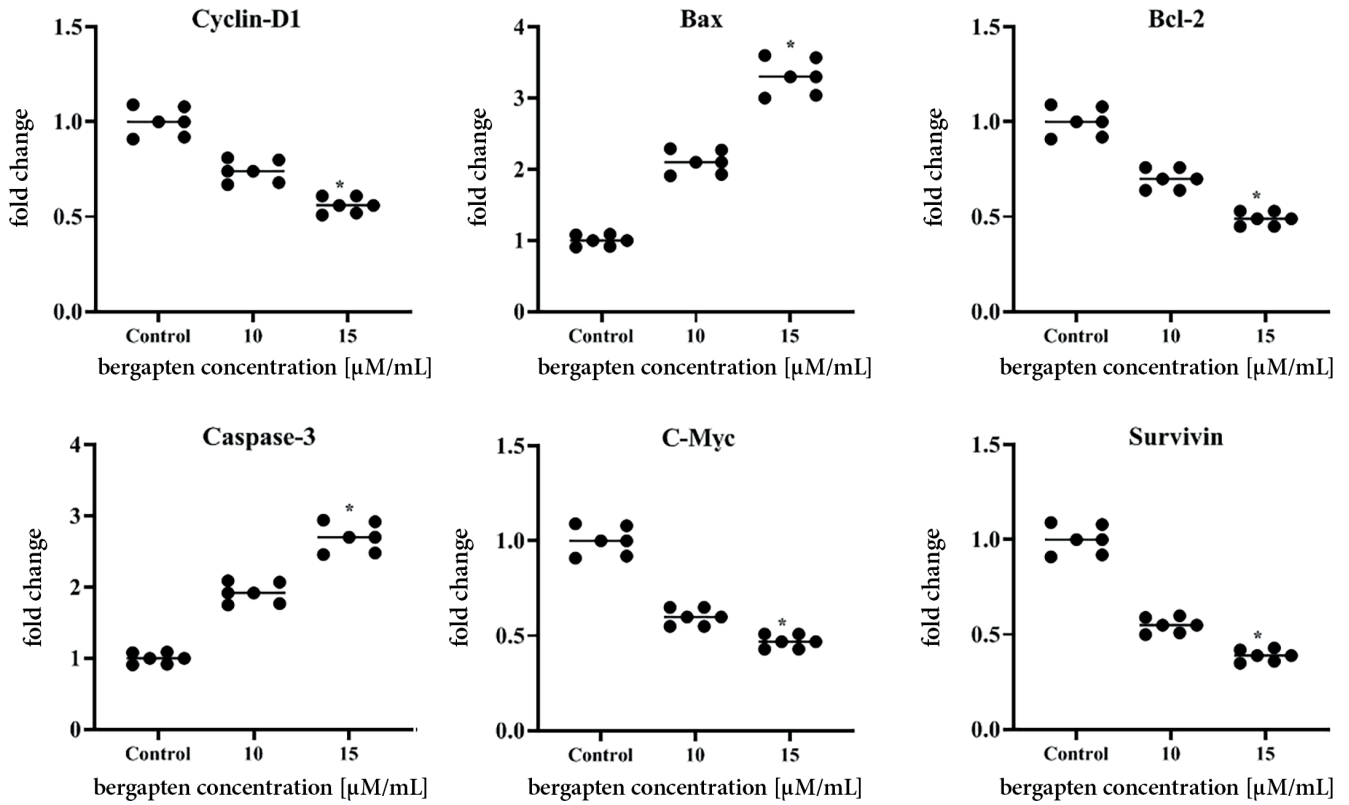 Cyclin-D1
1.5
1.0
0.5
0.0
fold change
Control 10 15
bergapten concentration [µM/mL]
*
Bax
4
3
2
1
0
fold change
Control 10 15
bergapten concentration [µM/mL]
*
Bcl-2
1.5
1.0
0.5
0.0
fold change
Control 10 15
bergapten concentration [µM/mL]
*
Caspase-3
4
3
2
1
0
fold change
Control 10 15
bergapten concentration [µM/mL]
*
C-Myc
1.5
1.0
0.5
0.0
fold change
Control 10 15
bergapten concentration [µM/mL]
*
Survivin
1.5
1.0
0.5
0.0
fold change
Control 10 15
bergapten concentration [µM/mL]
*